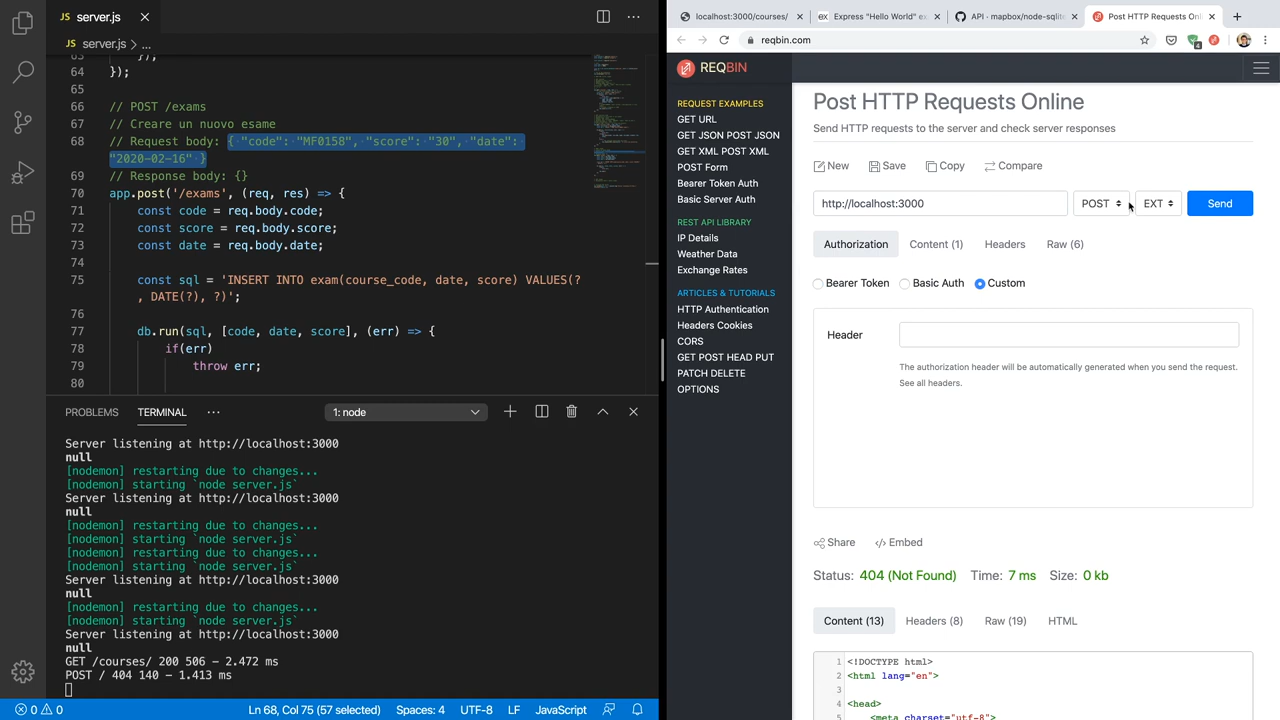 server.js
server.js > ...
63 });
64 });
65
66 // POST /exams
67 // Creare un nuovo esame
68 // Request body: { "code": "MF0158", "score": "30", "date":
"2020-02-16" }
69 // Response body: {}
70 app.post('/exams', (req, res) => {
71 const code = req.body.code;
72 const score = req.body.score;
73 const date = req.body.date;
74
75 const sql = 'INSERT INTO exam(course_code, date, score) VALUES(?
, DATE(?), ?)';
76
77 db.run(sql, [code, date, score], (err) => {
78 if(err)
79 throw err;
80
PROBLEMS TERMINAL ··· 1: node
Server listening at http://localhost:3000
null
[nodemon] restarting due to changes...
[nodemon] starting `node server.js`
Server listening at http://localhost:3000
null
[nodemon] restarting due to changes...
[nodemon] starting `node server.js`
[nodemon] restarting due to changes...
[nodemon] starting `node server.js`
Server listening at http://localhost:3000
null
[nodemon] restarting due to changes...
[nodemon] starting `node server.js`
Server listening at http://localhost:3000
null
GET /courses/ 200 506 - 2.472 ms
POST / 404 140 - 1.413 ms
0 0 Ln 68, Col 75 (57 selected) Spaces: 4 UTF-8 LF JavaScript
localhost:3000/courses/ ex Express "Hello World" ex API · mapbox/node-sqlite Post HTTP Requests Onl
reqbin.com 4
REQBIN
REQUEST EXAMPLES
GET URL
GET JSON POST JSON
GET XML POST XML
POST Form
Bearer Token Auth
Basic Server Auth
REST API LIBRARY
IP Details
Weather Data
Exchange Rates
ARTICLES & TUTORIALS
HTTP Authentication
Headers Cookies
CORS
GET POST HEAD PUT
PATCH DELETE
OPTIONS
Post HTTP Requests Online
Send HTTP requests to the server and check server responses
New Save Copy Compare
http://localhost:3000 POST EXT Send
Authorization Content (1) Headers Raw (6)
Bearer Token Basic Auth Custom
Header
The authorization header will be automatically generated when you send the request.
See all headers.
Share </> Embed
Status: 404 (Not Found) Time: 7 ms Size: 0 kb
Content (13) Headers (8) Raw (19) HTML
1 <!DOCTYPE html>
2 <html lang="en">
3
4 <head>
5 <meta charset="utf-8">